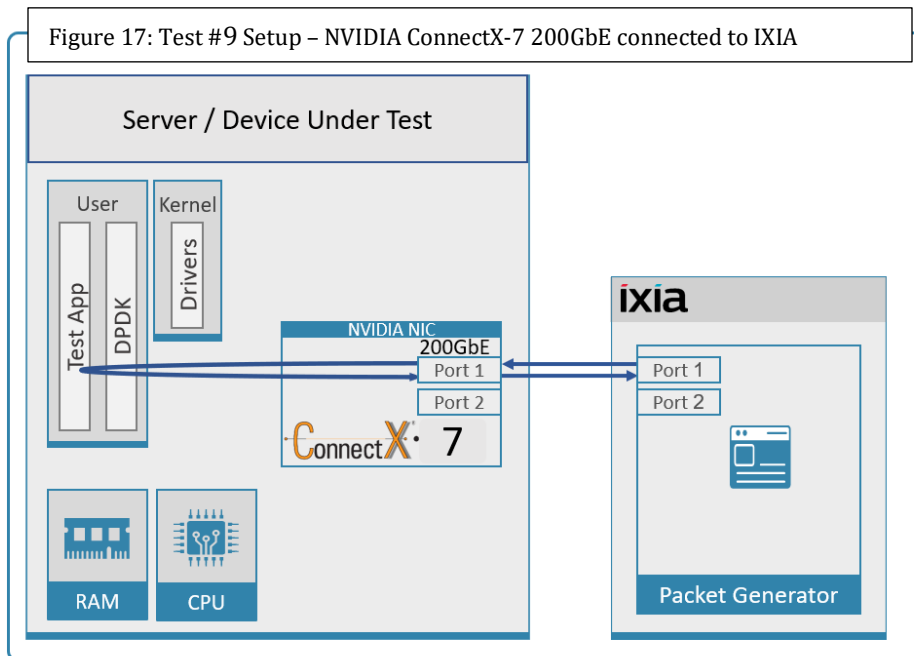 Figure 17: Test #9 Setup – NVIDIA ConnectX-7 200GbE connected to IXIA
Server / Device Under Test
User
Kernel
Test App
DPDK
Drivers
NVIDIA NIC
200GbE
Port 1
Port 2
ConnectX
7
RAM
CPU
ixia
Port 1
Port 2
Packet Generator